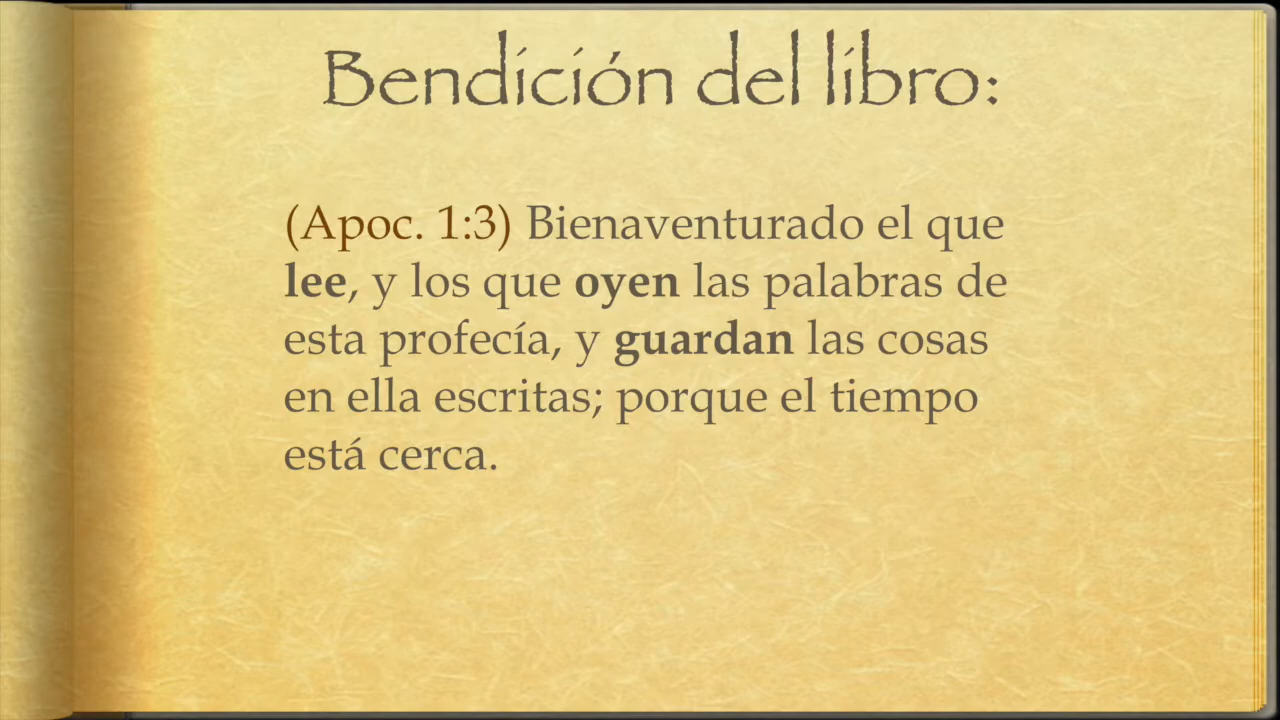 Bendición del libro:
(Apoc. 1:3) Bienaventurado el que
lee, y los que oyen las palabras de
esta profecía, y guardan las cosas
en ella escritas; porque el tiempo
está cerca.